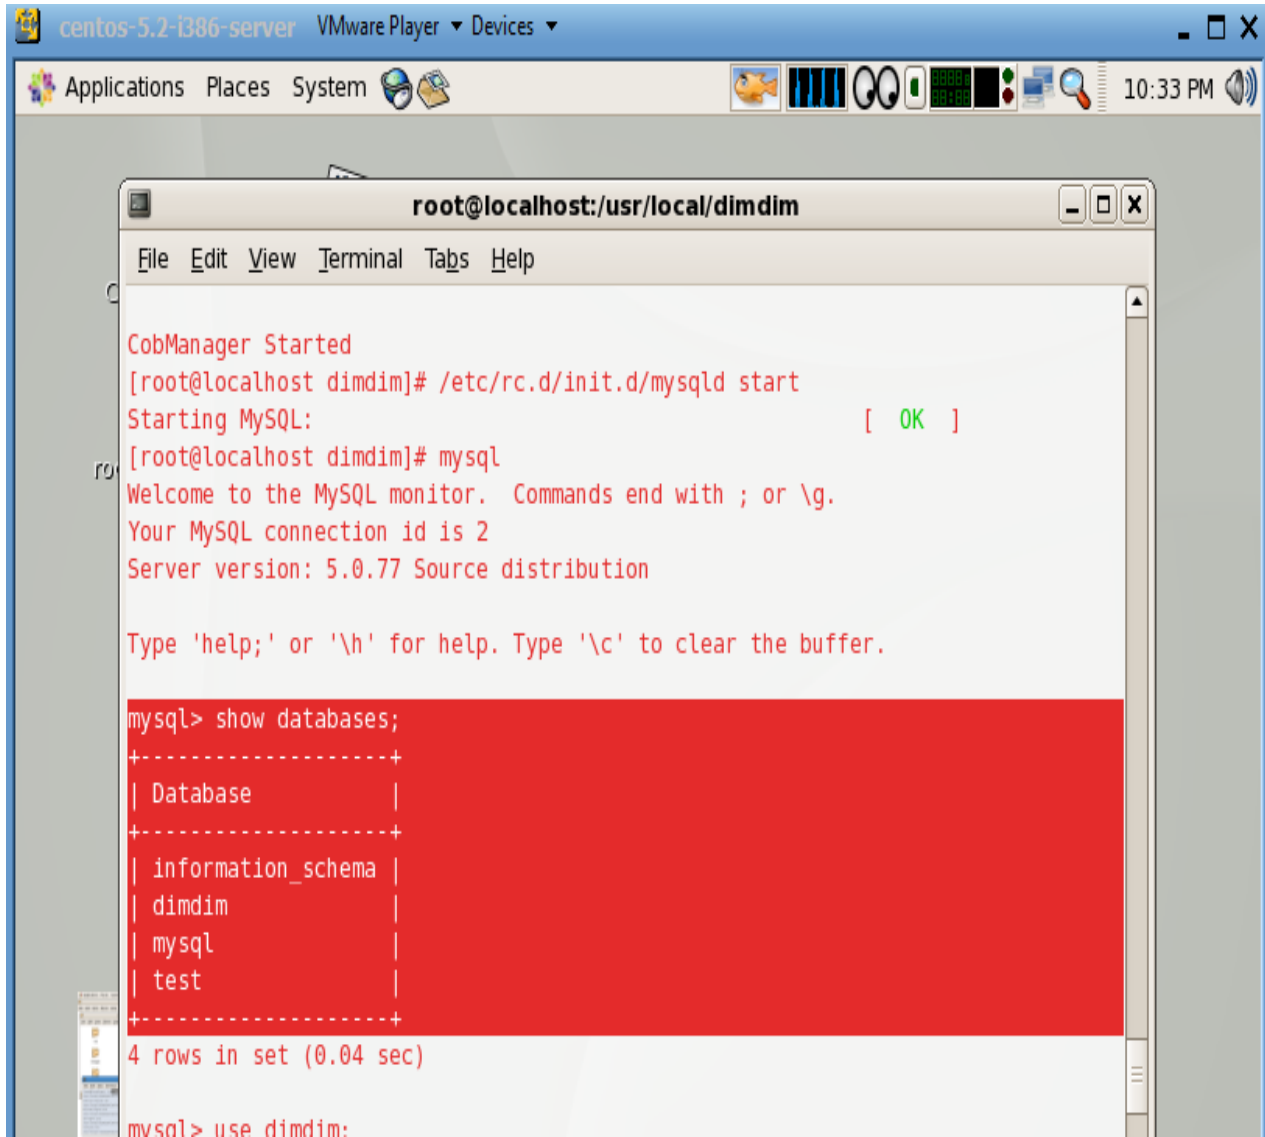 centos-5.2-i386-server VMware Player Devices
Applications Places System 10:33 PM
root@localhost:/usr/local/dimdim
File Edit View Terminal Tabs Help
CobManager Started
[root@localhost dimdim]# /etc/rc.d/init.d/mysqld start
Starting MySQL: [ OK ]
[root@localhost dimdim]# mysql
Welcome to the MySQL monitor. Commands end with ; or \g.
Your MySQL connection id is 2
Server version: 5.0.77 Source distribution
Type 'help;' or '\h' for help. Type '\c' to clear the buffer.
mysql> show databases;
+--------------------+
| Database |
+--------------------+
| information_schema |
| dimdim |
| mysql |
| test |
+--------------------+
4 rows in set (0.04 sec)
mysql> use dimdim;